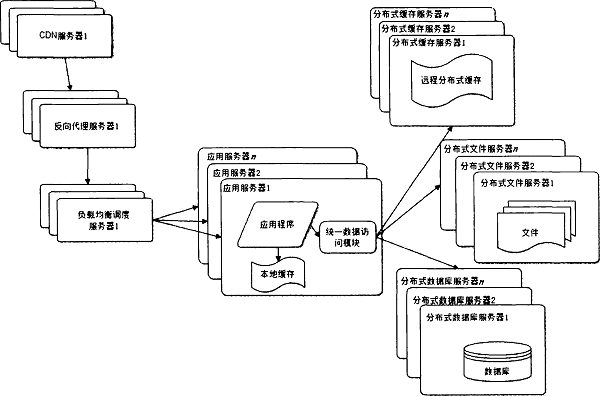 CDN服务器1
反向代理服务器1
负载均衡调度
服务器1
应用服务器n
应用服务器2
应用服务器1
应用程序
统一数据访
问模块
本地缓存
分布式缓存服务器n
分布式缓存服务器2
分布式缓存服务器1
远程分布式缓存
分布式文件服务器n
分布式文件服务器2
分布式文件服务器1
文件
分布式数据库服务器n
分布式数据库服务器2
分布式数据库服务器1
数据库